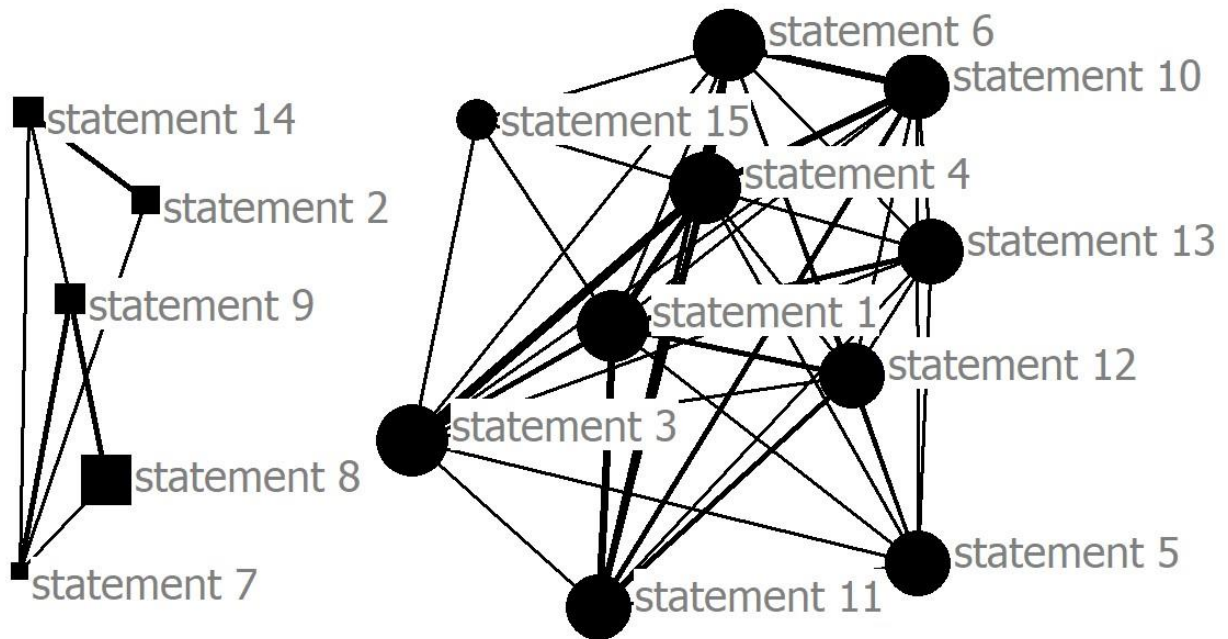 statement 14
statement 2
statement 9
statement 8
statement 7
statement 6
statement 10
statement 15
statement 4
statement 13
statement 1
statement 12
statement 3
statement 5
statement 11